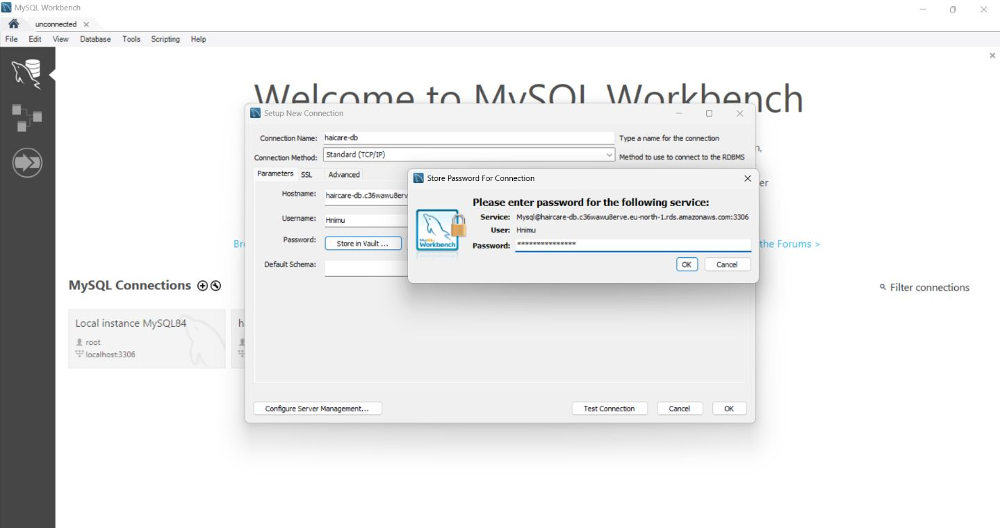 MySQL Workbench
unconnected
File Edit View Database Tools Scripting Help
Welcome to MySQL Workbench
Setup New Connection
Connection Name: haicare-db Type a name for the connection
Connection Method: Standard (TCP/IP) Method to use to connect to the RDBMS
Parameters SSL Advanced
Hostname: haircare-db.c36wawu8erv
Username: Hnimu
Password: Store in Vault ...
Default Schema:
Store Password For Connection
Please enter password for the following service:
Service: Mysql@haircare-db.c36wawu8erve.eu-north-1.rds.amazonaws.com:3306
User: Hnimu
Password: ***************
MySQL Workbench
OK Cancel
n,
er
Br
the Forums >
MySQL Connections
Filter connections
Local instance MySQL84
root
localhost:3306
h
Configure Server Management... Test Connection Cancel OK